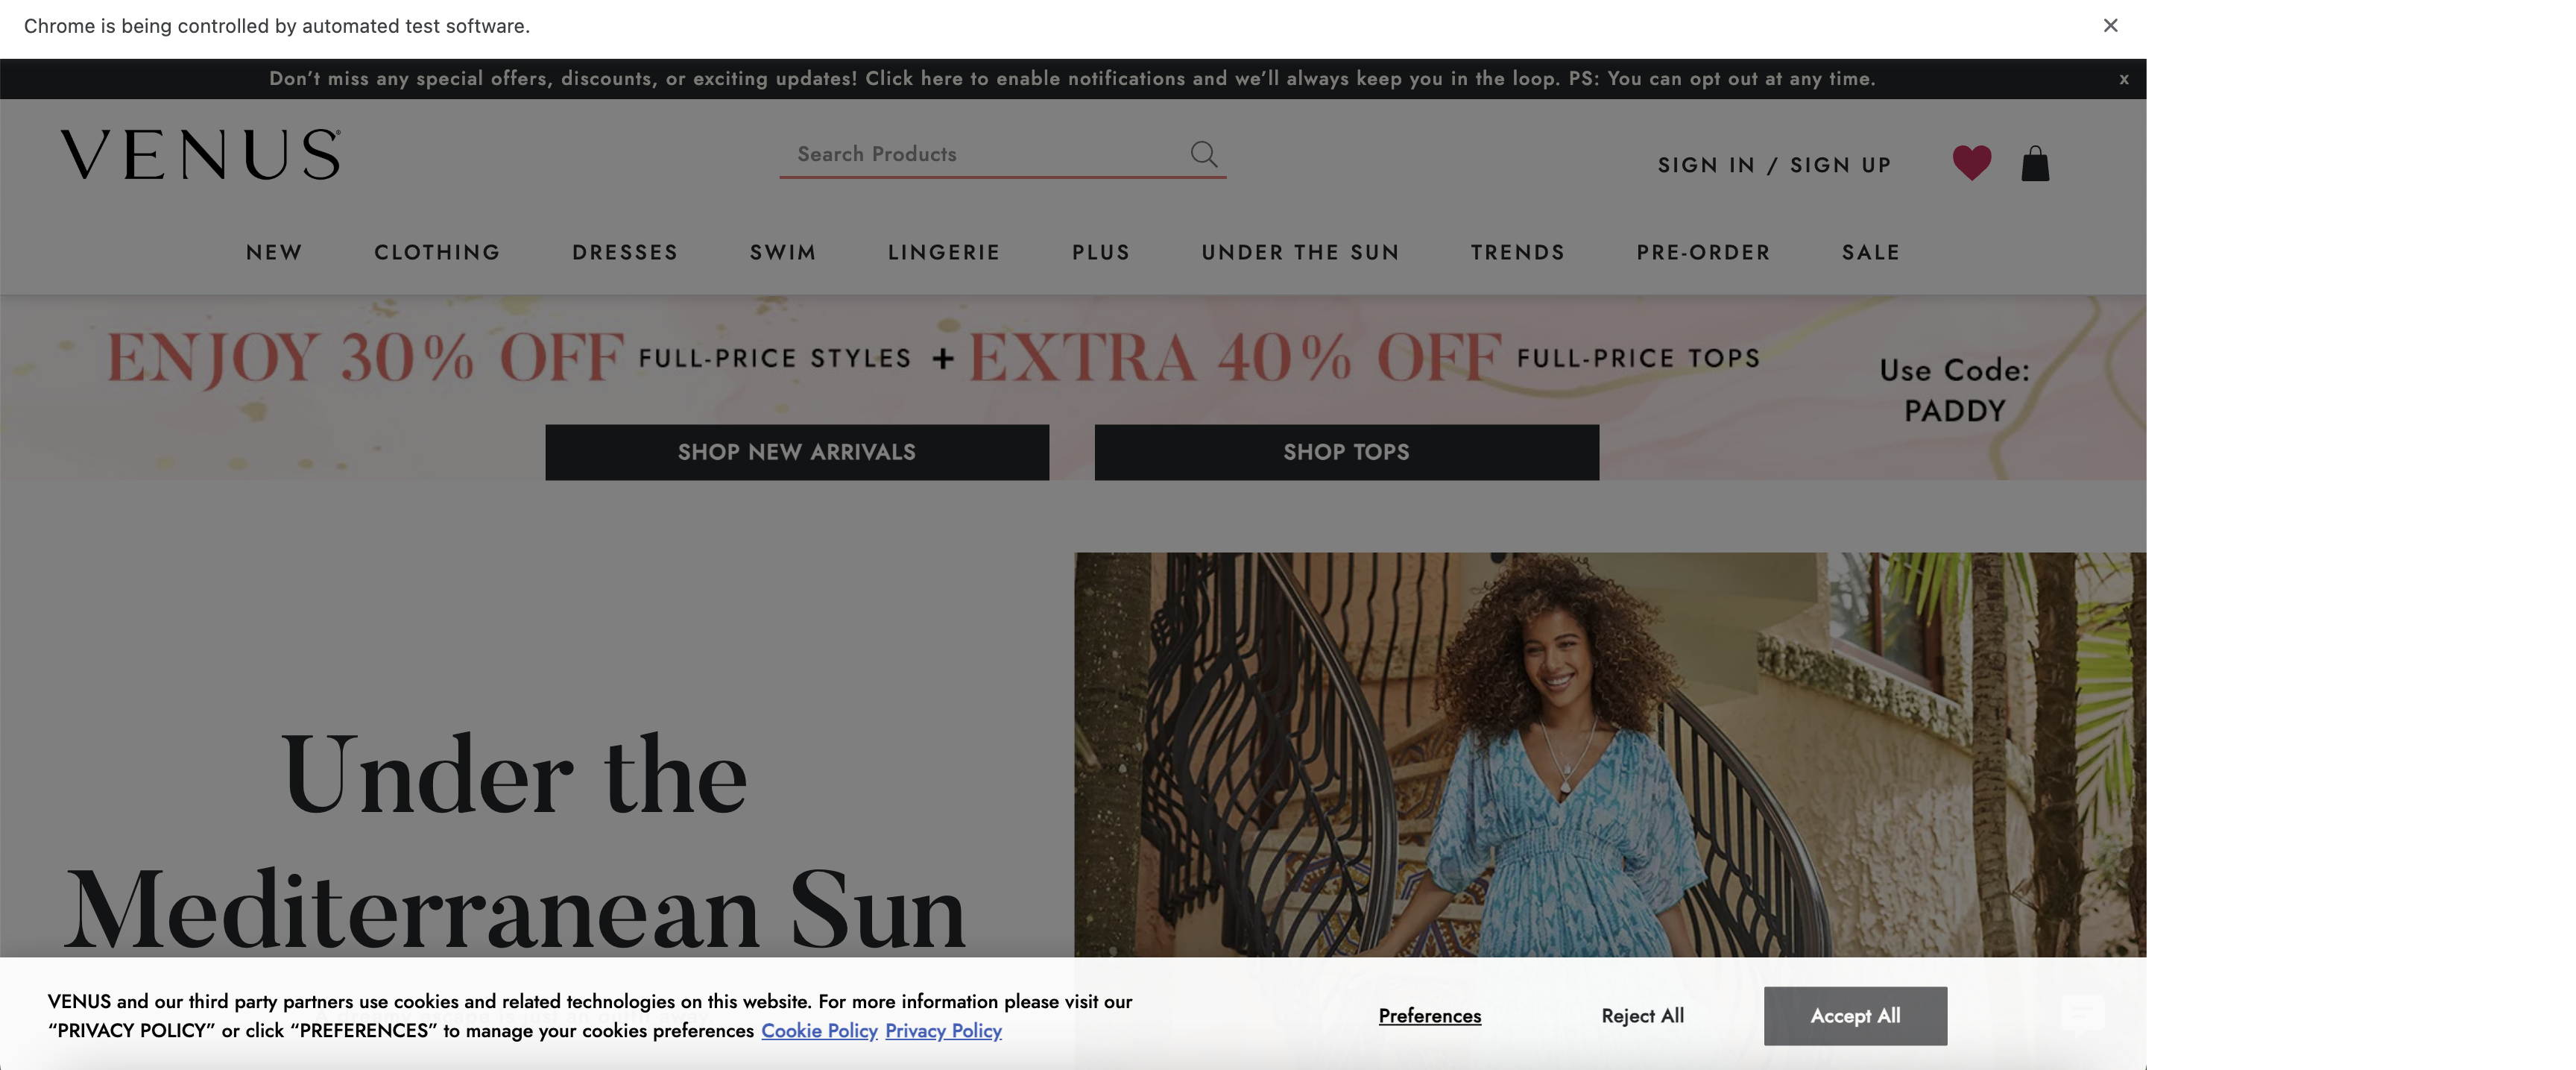 Chrome is being controlled by automated test software.
Don’t miss any special offers, discounts, or exciting updates! Click here to enable notifications and we’ll always keep you in the loop. PS: You can opt out at any time. x
VENUS®
Search Products
SIGN IN / SIGN UP
NEW CLOTHING DRESSES SWIM LINGERIE PLUS UNDER THE SUN TRENDS PRE-ORDER SALE
ENJOY 30% OFF FULL-PRICE STYLES + EXTRA 40% OFF FULL-PRICE TOPS
Use Code:
PADDY
SHOP NEW ARRIVALS SHOP TOPS
Under the
Mediterranean Sun
VENUS and our third party partners use cookies and related technologies on this website. For more information please visit our
“PRIVACY POLICY” or click “PREFERENCES” to manage your cookies preferences Cookie Policy Privacy Policy
Preferences Reject All Accept All